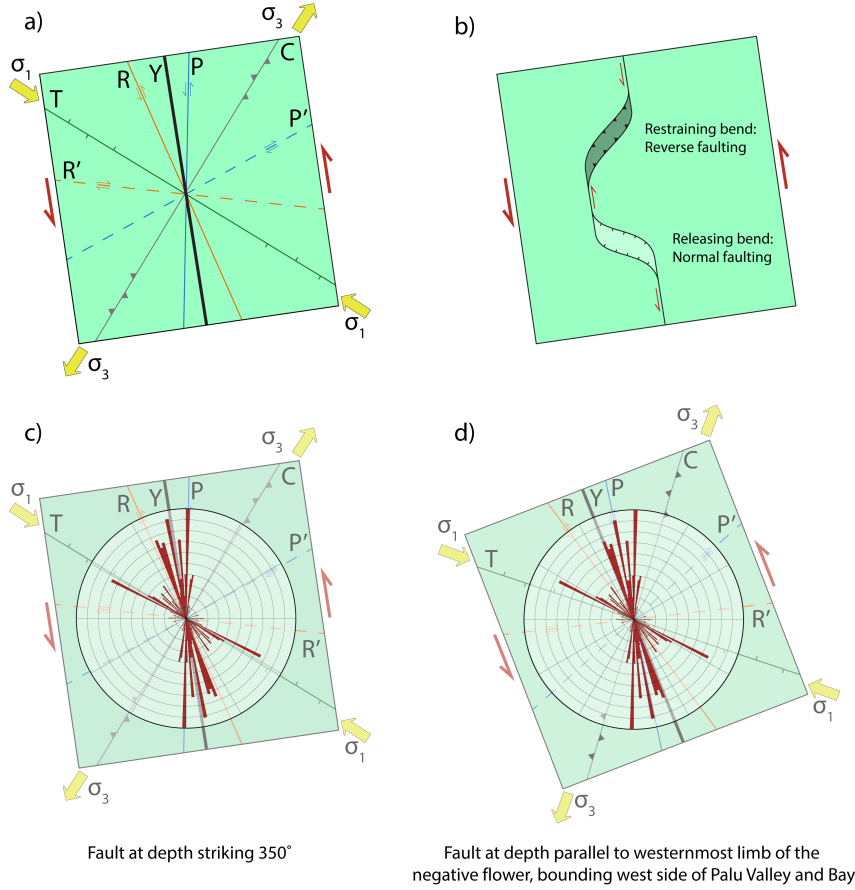 a)
σ3
σ1
T
R
Y
P
C
P'
R'
σ1
σ3
b)
Restraining bend:
Reverse faulting
Releasing bend:
Normal faulting
c)
σ3
σ1
T
R
Y
P
C
P'
R'
σ1
σ3
Fault at depth striking 350˚
d)
σ3
σ1
T
R
Y
P
C
P'
R'
σ1
σ3
Fault at depth parallel to westernmost limb of the
negative flower, bounding west side of Palu Valley and Bay